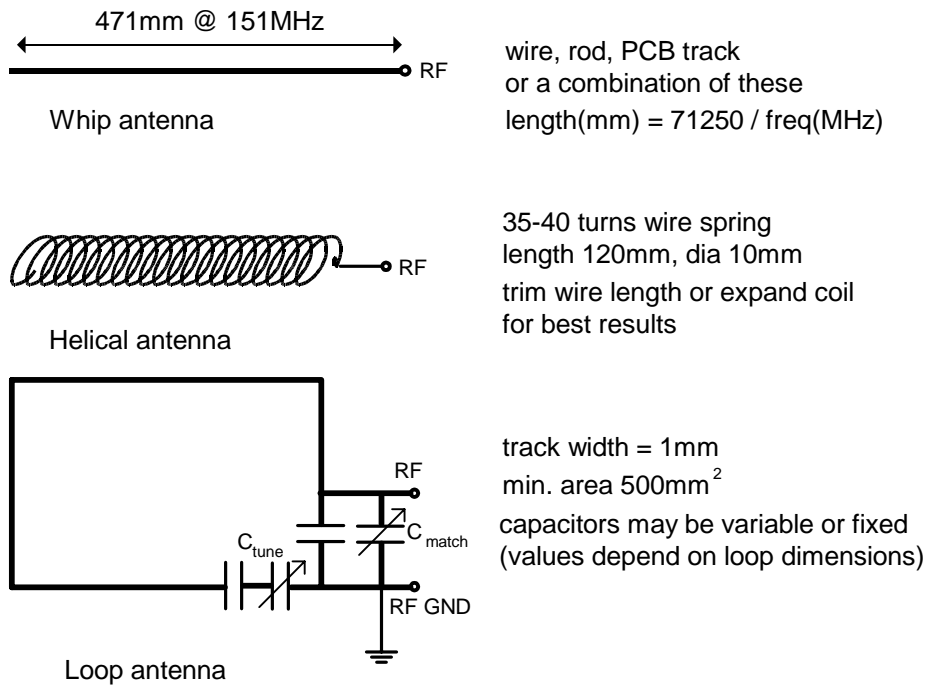 471mm @ 151MHz
RF
Whip antenna
wire, rod, PCB track
or a combination of these
length(mm) = 71250 / freq(MHz)
RF
Helical antenna
35-40 turns wire spring
length 120mm, dia 10mm
trim wire length or expand coil
for best results
RF
C tune
C match
RF GND
Loop antenna
track width = 1mm
min. area 500mm²
capacitors may be variable or fixed
(values depend on loop dimensions)